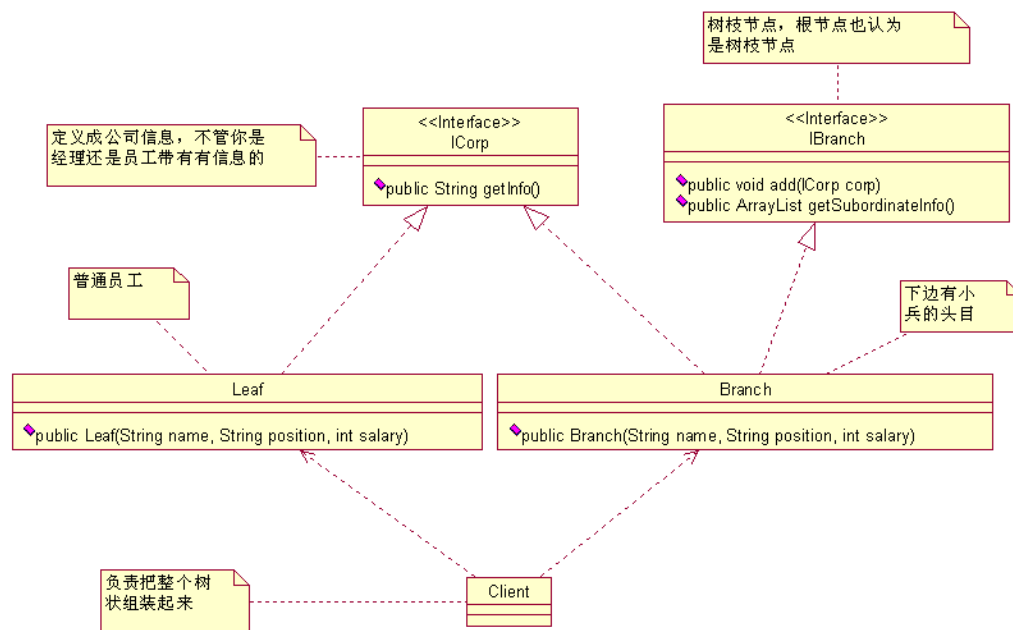 树枝节点，根节点也认为
是树枝节点
<<Interface>>
ICorp
public String getInfo()
<<Interface>>
IBranch
public void add(ICorp corp)
public ArrayList getSubordinateInfo()
定义成公司信息，不管你是
经理还是员工带有有信息的
普通员工
下边有小
兵的头目
Leaf
public Leaf(String name, String position, int salary)
Branch
public Branch(String name, String position, int salary)
负责把整个树
状组装起来
Client